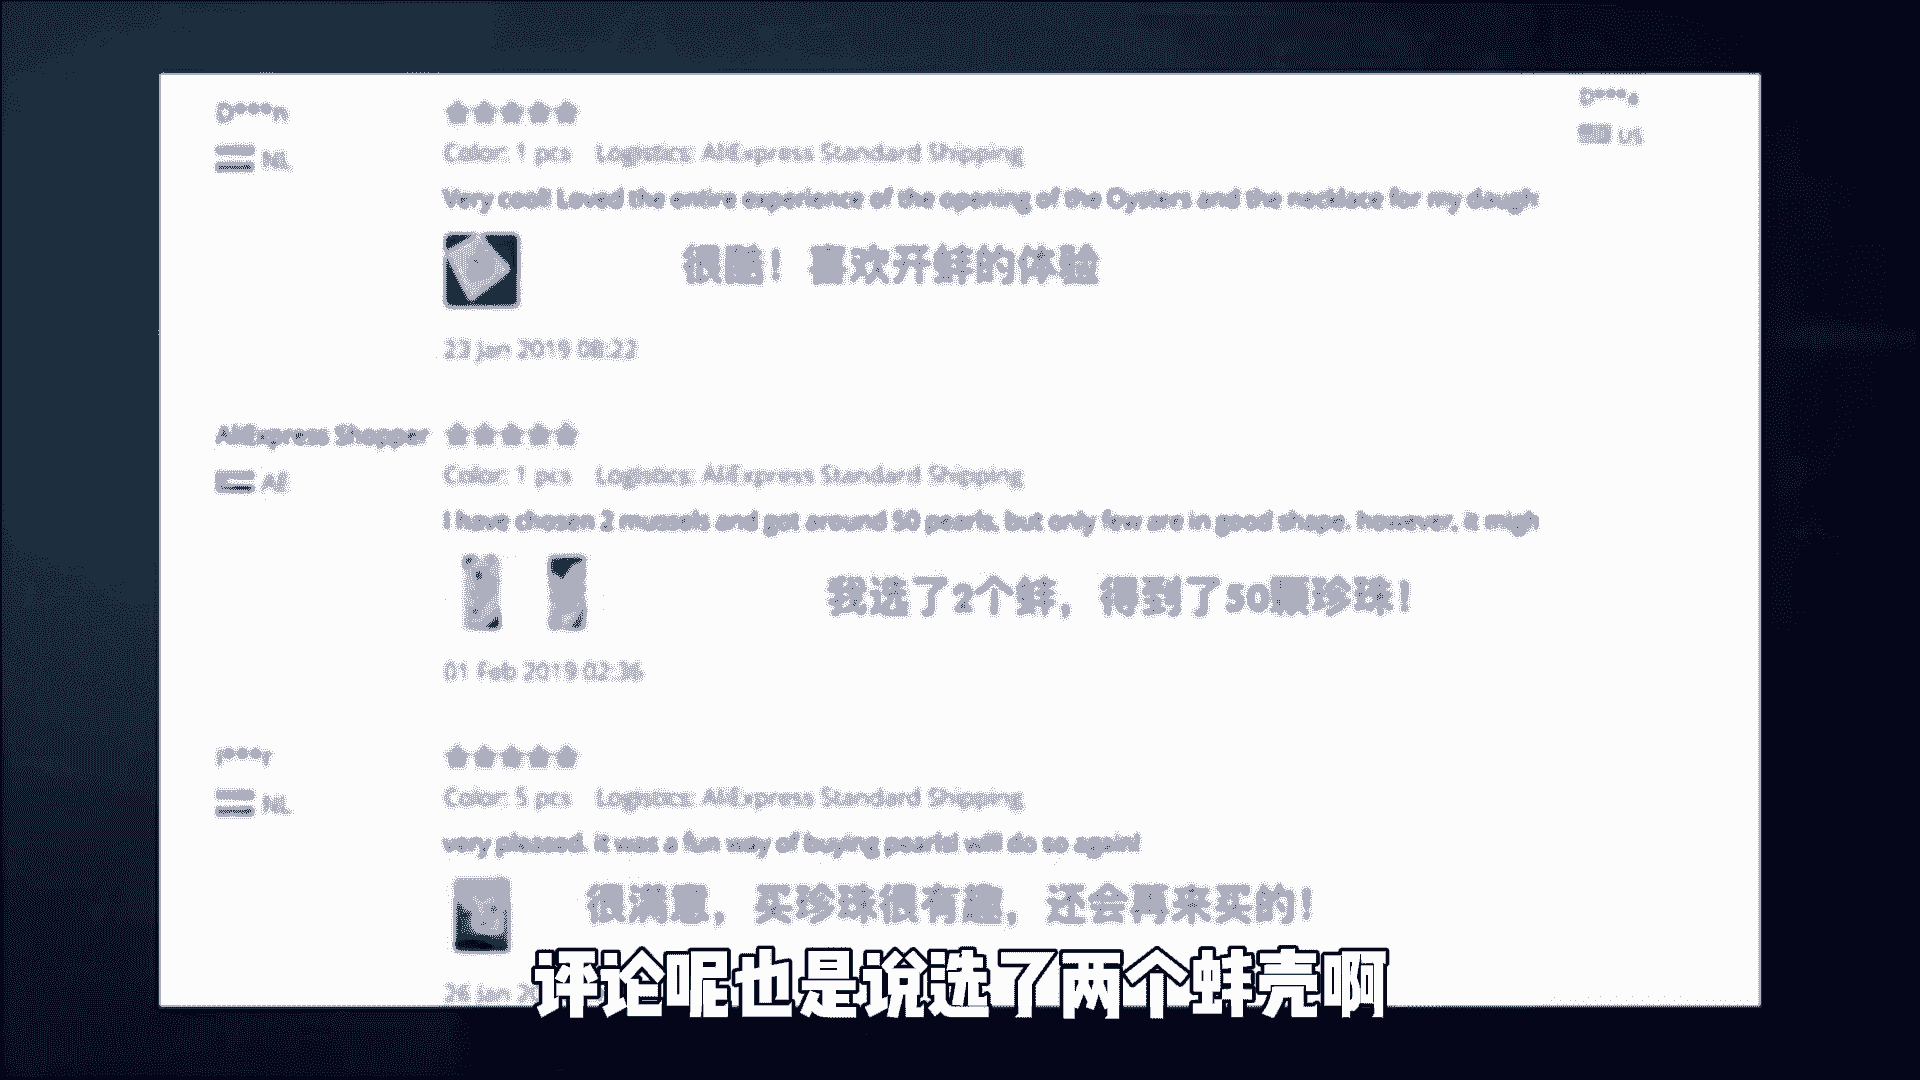 D****n
NL
Color: 1 pcs Logistics: AliExpress Standard Shipping
Very cool! Loved the entire experience of the opening of the Oysters and the necklace for my daugh
很酷！喜欢开蚌的体验
23 Jan 2019 08:22
D****a
US
AliExpress Shopper
AE
Color: 1 pcs Logistics: AliExpress Standard Shipping
I have chosen 2 mussels and got around 50 pearls, but only few are in good shape. however, it migh
我选了2个蚌，得到了50颗珍珠！
01 Feb 2019 02:36
r***r
NL
Color: 5 pcs Logistics: AliExpress Standard Shipping
very pleased. it was a fun way of buying pearls! will do so again!
很满意，买珍珠很有趣，还会再来买的！
26 Jan 20
评论呢也是说选了两个蚌壳啊